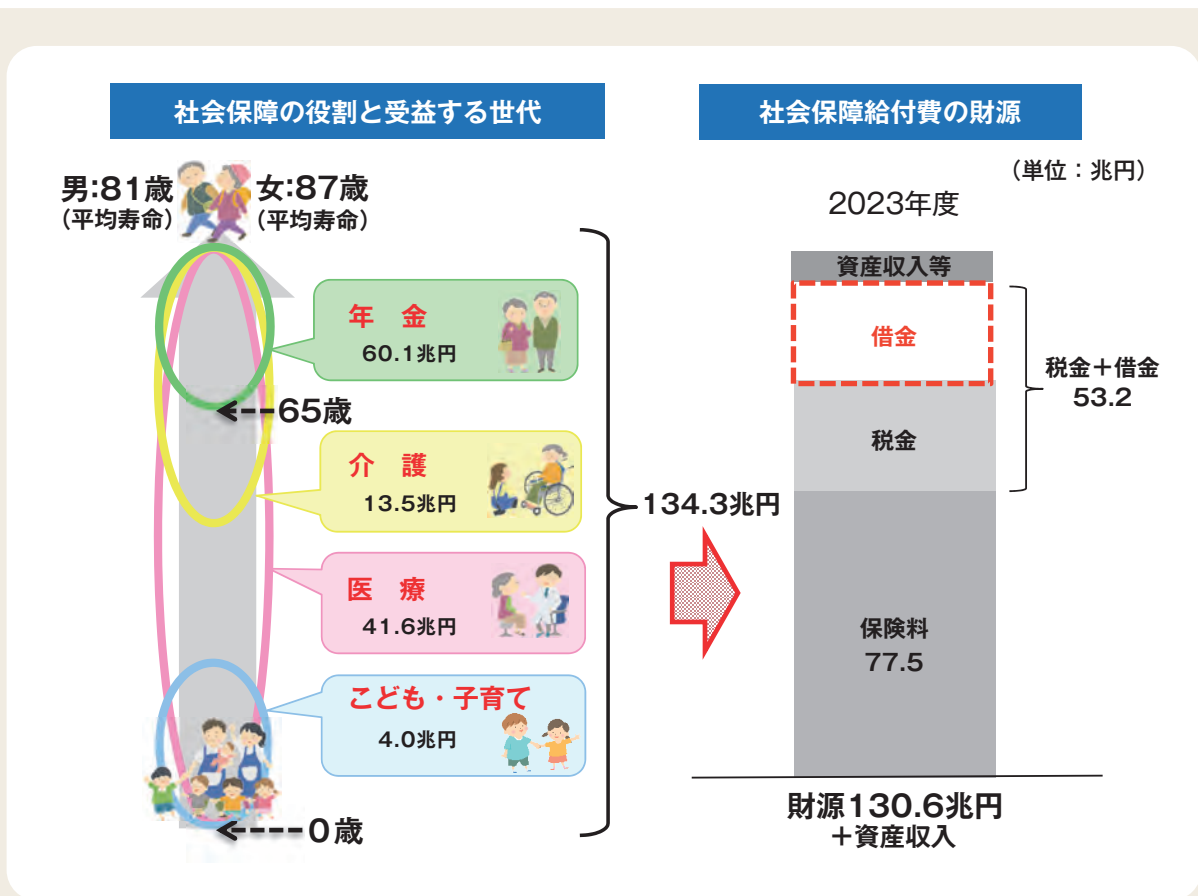 社会保障の役割と受益する世代
男:81歳
(平均寿命)
女:87歳
(平均寿命)
年 金
60.1兆円
65歳
介 護
13.5兆円
医 療
41.6兆円
こども・子育て
4.0兆円
0歳
134.3兆円
社会保障給付費の財源
(単位:兆円)
2023年度
資産収入等
借金
税金
税金+借金
53.2
保険料
77.5
財源130.6兆円
+資産収入